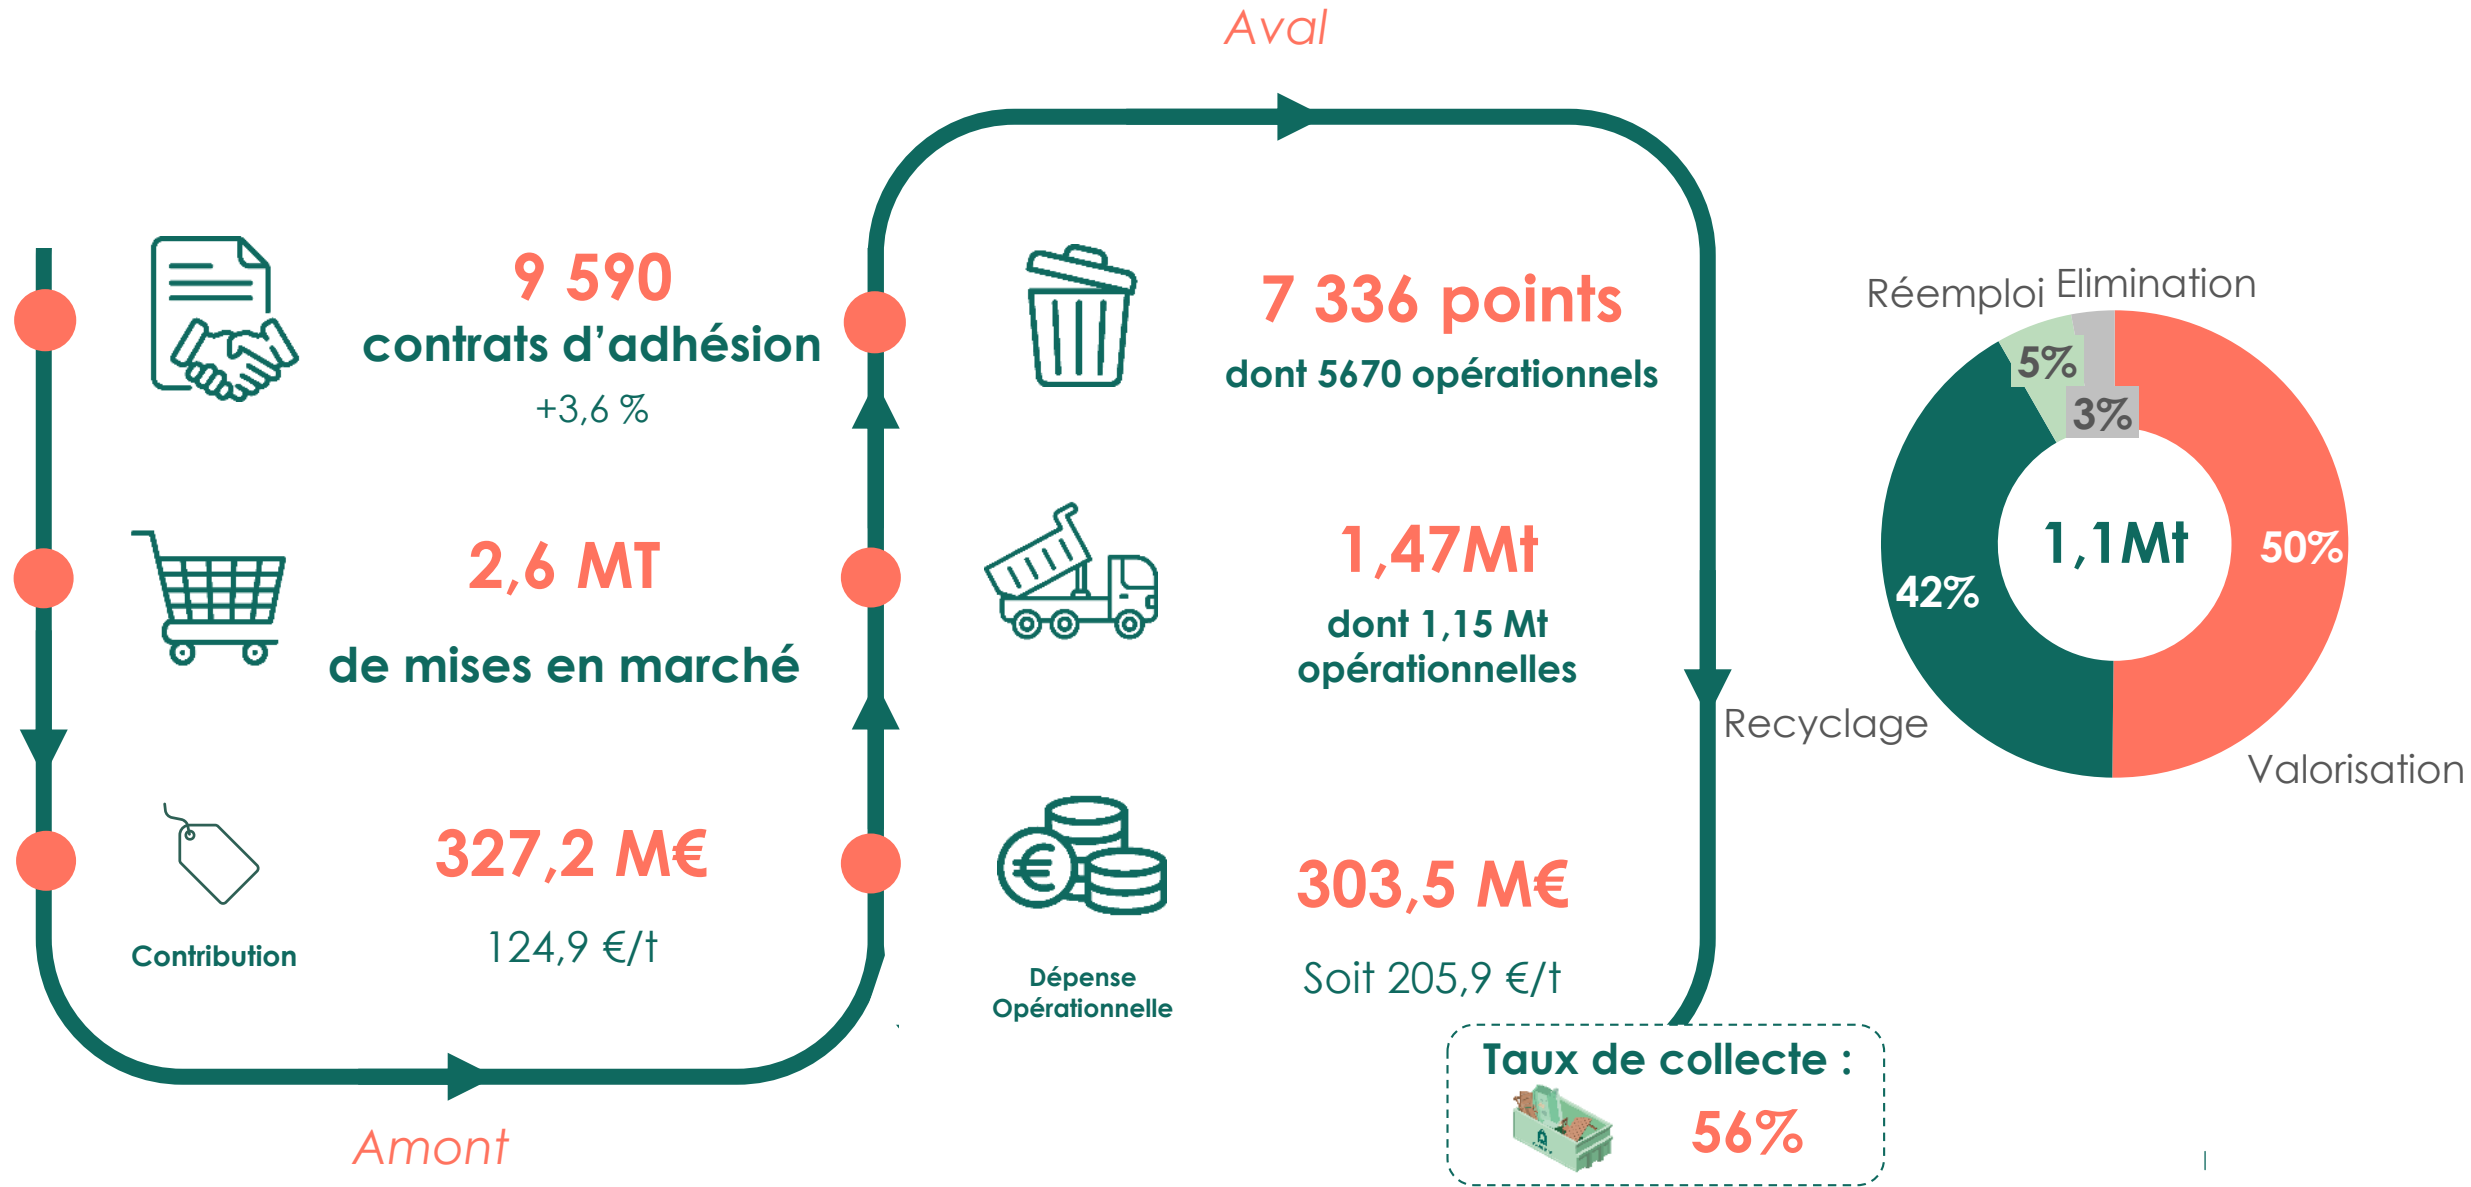 Aval
9 590
contrats d’adhésion
+3,6 %
2,6 MT
de mises en marché
327,2 M€
124,9 €/t
Contribution
Amont
7 336 points
dont 5670 opérationnels
1,47Mt
dont 1,15 Mt
opérationnelles
303,5 M€
Soit 205,9 €/t
Dépense
Opérationnelle
Taux de collecte :
56%
Réemploi
Elimination
5%
3%
1,1Mt
50%
42%
Recyclage
Valorisation